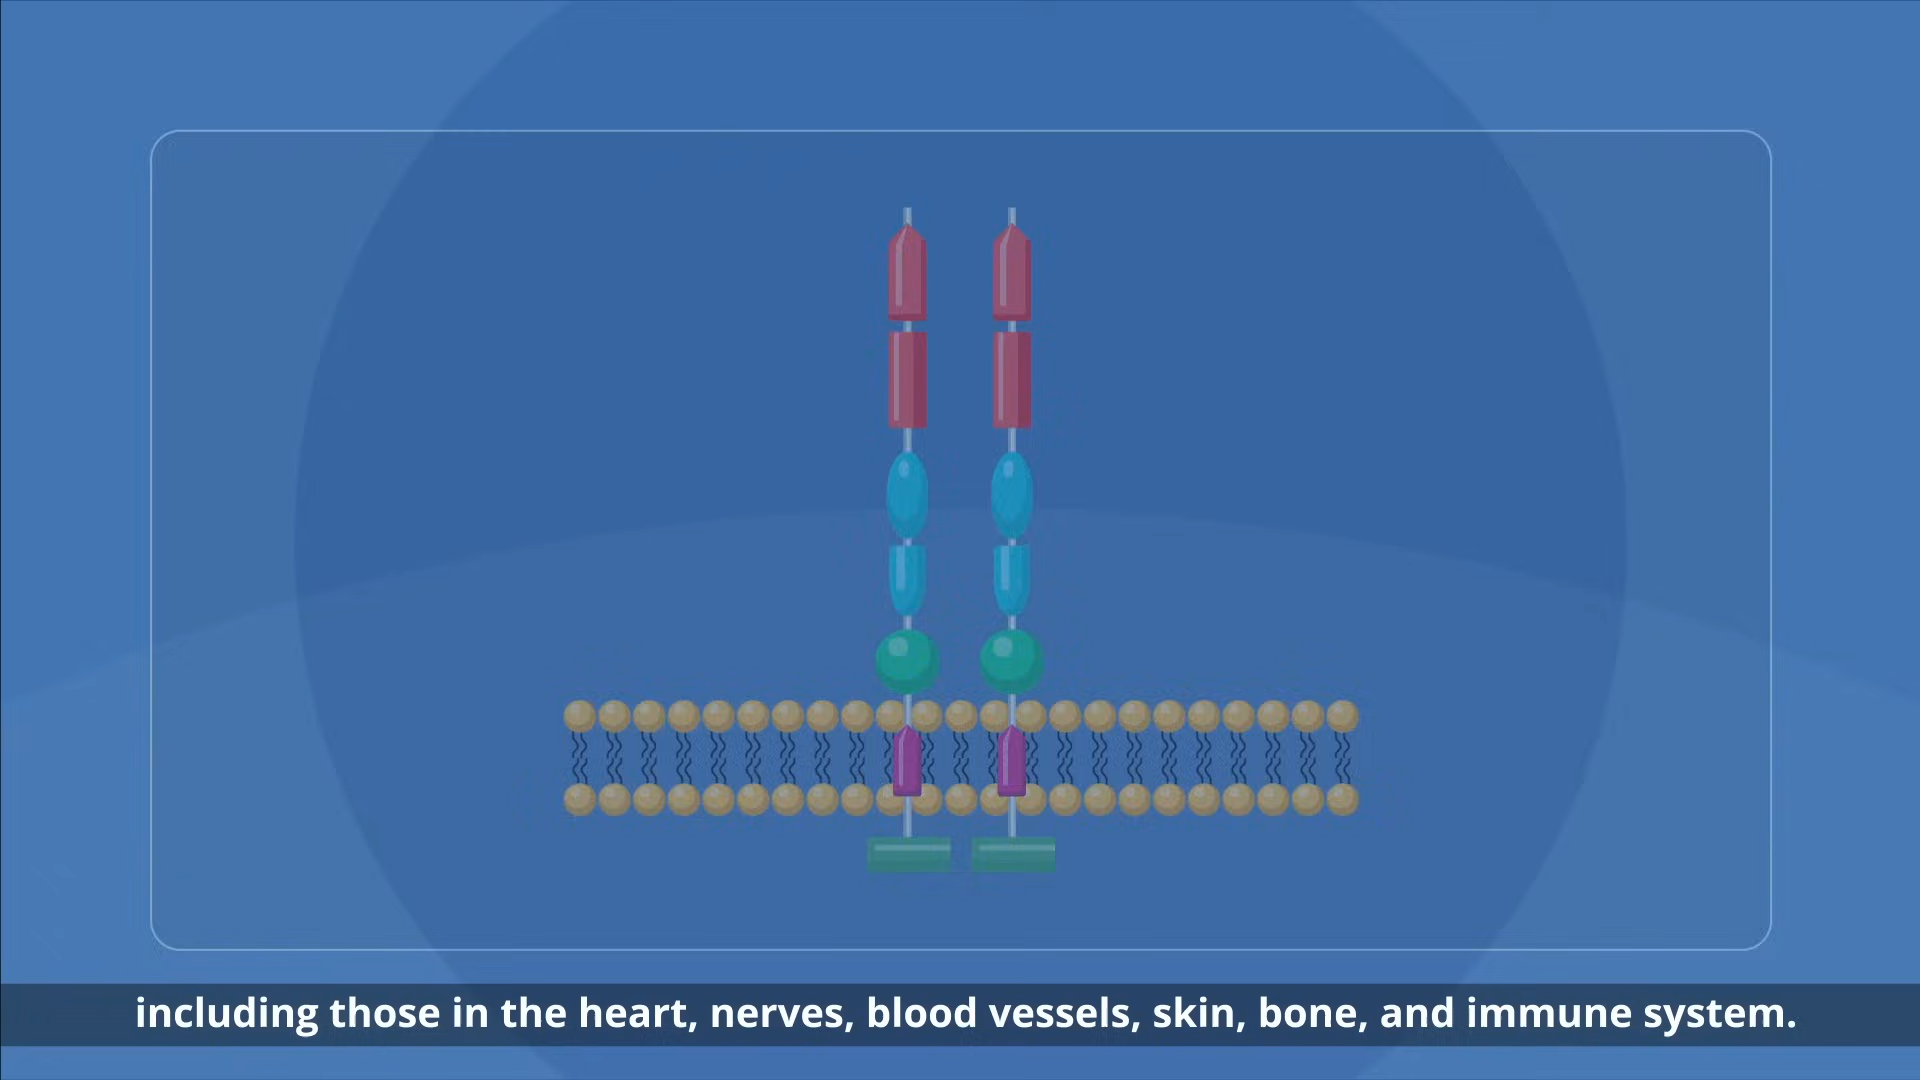 including those in the heart, nerves, blood vessels, skin, bone, and immune system.